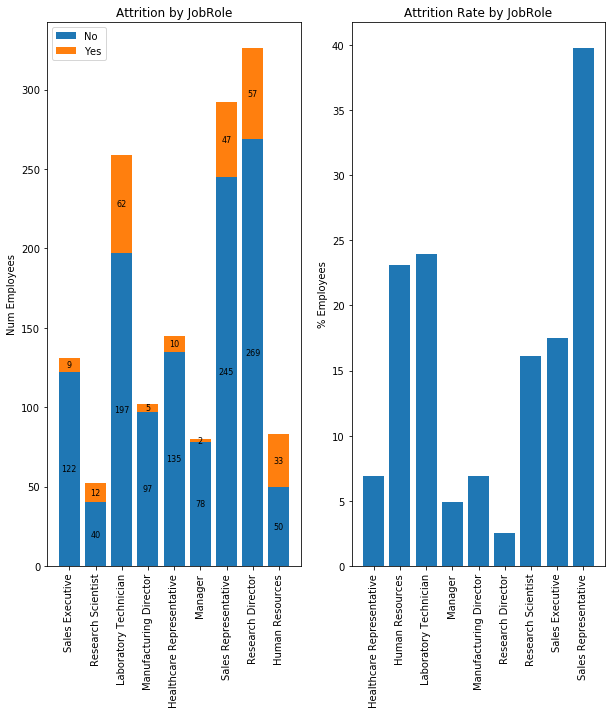 Attrition by JobRole
No
Yes
Num Employees
300
250
200
150
100
50
0
9
122
12
40
62
197
5
97
10
135
2
78
47
245
57
269
33
50
Sales Executive
Research Scientist
Laboratory Technician
Manufacturing Director
Healthcare Representative
Manager
Sales Representative
Research Director
Human Resources
Attrition Rate by JobRole
% Employees
40
35
30
25
20
15
10
5
0
Healthcare Representative
Human Resources
Laboratory Technician
Manager
Manufacturing Director
Research Director
Research Scientist
Sales Executive
Sales Representative